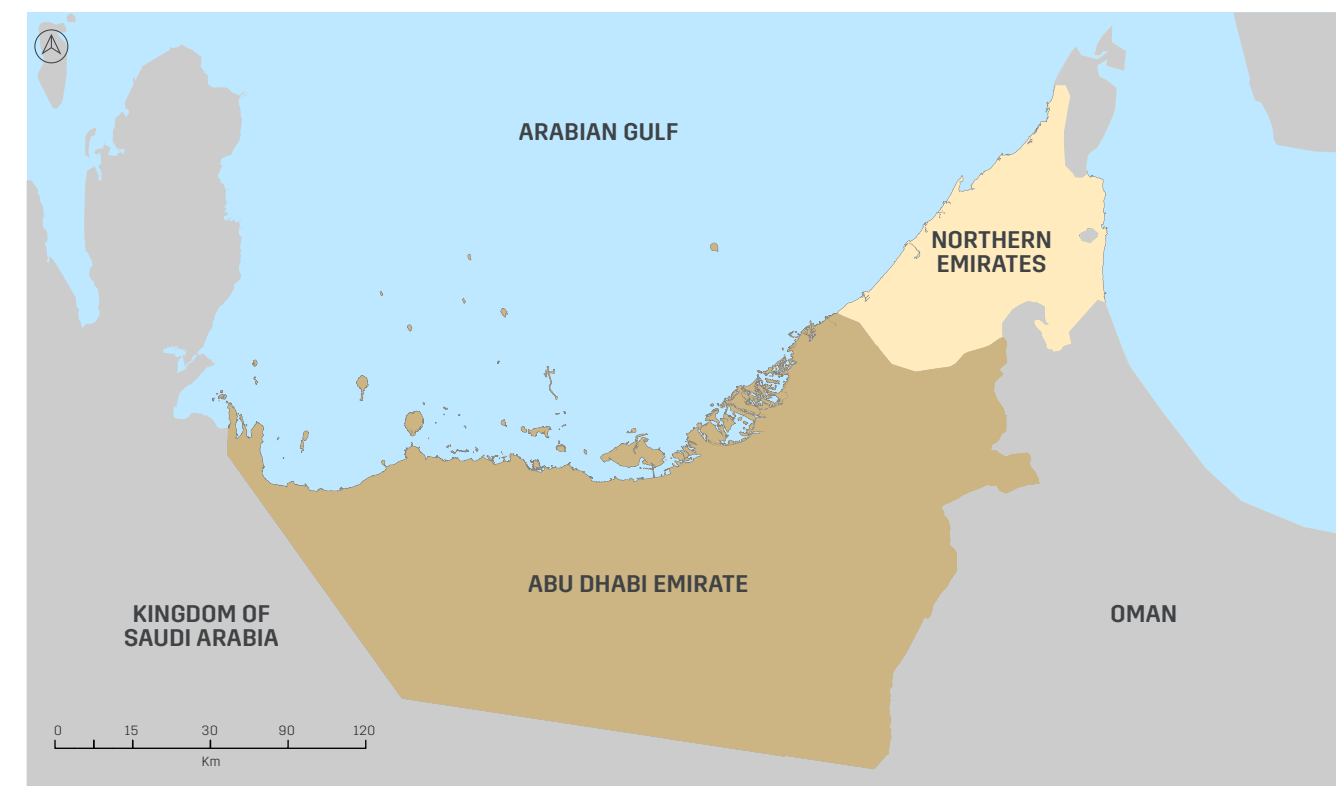 ARABIAN GULF
NORTHERN
EMIRATES
ABU DHABI EMIRATE
KINGDOM OF
SAUDI ARABIA
OMAN
0 15 30 90 120
Km